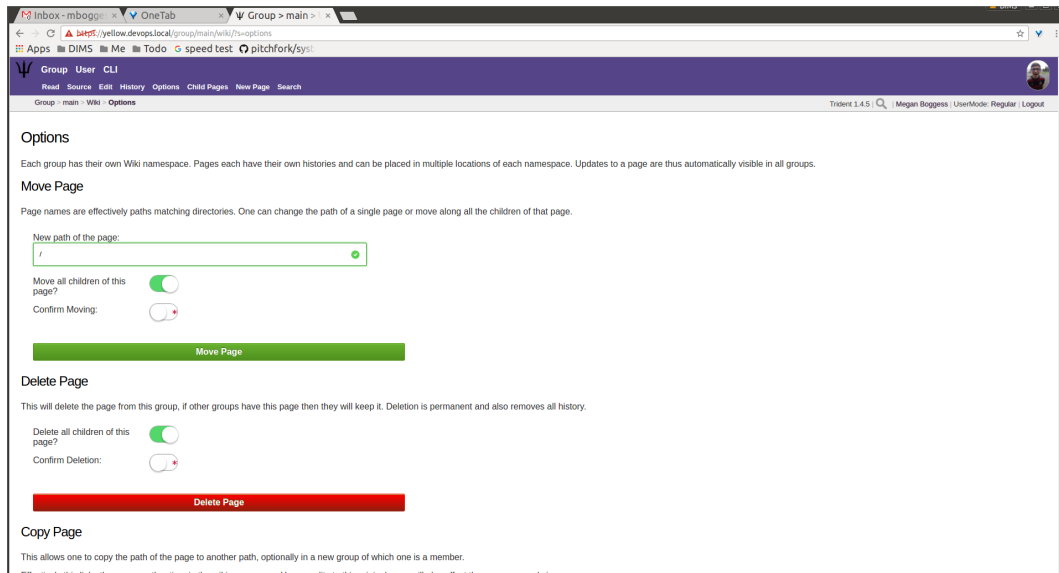 Inbox - mbogge
OneTab
Group > main >
https://yellow.devops.local/group/main/wiki/?s=options
Apps DIMS Me Todo speed test pitchfork/syst
Group User CLI
Read Source Edit History Options Child Pages New Page Search
Group > main > Wiki > Options
Trident 1.4.5 | | Megan Boggess | UserMode: Regular | Logout
Options
Each group has their own Wiki namespace. Pages each have their own histories and can be placed in multiple locations of each namespace. Updates to a page are thus automatically visible in all groups.
Move Page
Page names are effectively paths matching directories. One can change the path of a single page or move along all the children of that page.
New path of the page:
/
Move all children of this
page?
Confirm Moving:
*
Move Page
Delete Page
This will delete the page from this group, if other groups have this page then they will keep it. Deletion is permanent and also removes all history.
Delete all children of this
page?
Confirm Deletion:
*
Delete Page
Copy Page
This allows one to copy the path of the page to another path, optionally in a new group of which one is a member.